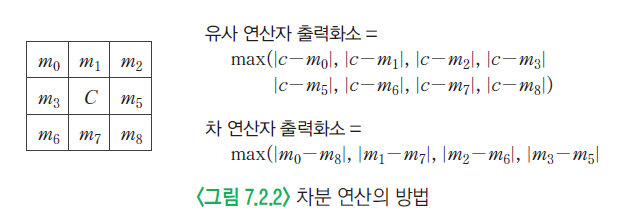 m₀ m₁ m₂
m₃ C m₅
m₆ m₇ m₈
유사 연산자 출력화소 =
max(|c−m₀|, |c−m₁|, |c−m₂|, |c−m₃|
|c−m₅|, |c−m₆|, |c−m₇|, |c−m₈|)
차 연산자 출력화소 =
max(|m₀−m₈|, |m₁−m₇|, |m₂−m₆|, |m₃−m₅|
<그림 7.2.2> 차분 연산의 방법